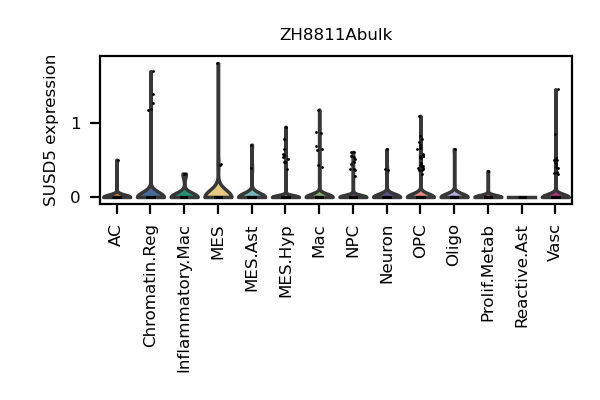 ZH8811Abulk
SUSD5 expression
1
0
AC
Chromatin.Reg
Inflammatory.Mac
MES
MES.Ast
MES.Hyp
Mac
NPC
Neuron
OPC
Oligo
Prolif.Metab
Reactive.Ast
Vasc